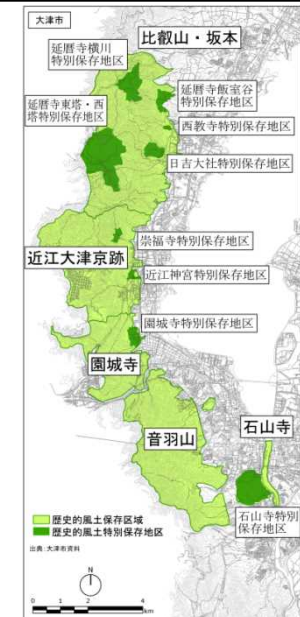 大津市
比叡山・坂本
延暦寺横川
特別保存地区
延暦寺飯室谷
特別保存地区
延暦寺東塔・西
塔特別保存地区
西教寺特別保存地区
日吉大社特別保存地区
崇福寺特別保存地区
近江大津京跡
近江神宮特別保存地区
園城寺特別保存地区
園城寺
石山寺
音羽山
石山寺特別
保存地区
歴史的風土保存区域
歴史的風土特別保存地区
出典:大津市資料
N
0 1 2 4
km